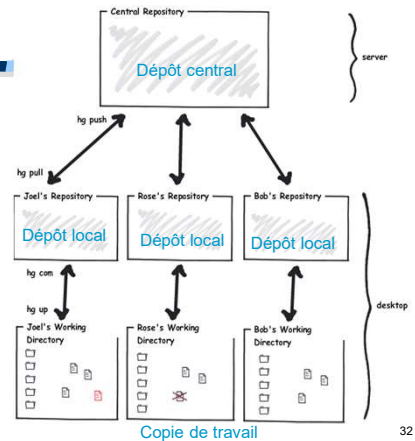 Central Repository
Dépôt central
server
hg push
hg pull
Joel's Repository
Rose's Repository
Bob's Repository
Dépôt local
Dépôt local
Dépôt local
hg com
desktop
hg up
Joel's Working
Directory
Rose's Working
Directory
Bob's Working
Directory
Copie de travail
32